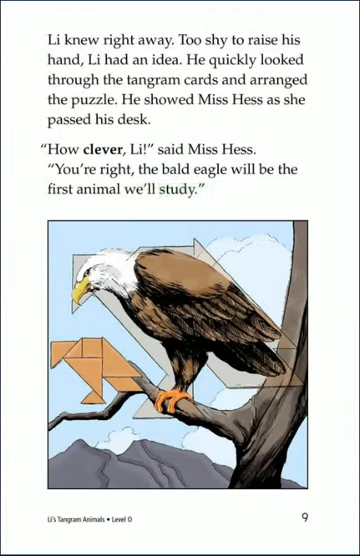 Li knew right away. Too shy to raise his
hand, Li had an idea. He quickly looked
through the tangram cards and arranged
the puzzle. He showed Miss Hess as she
passed his desk.
“How clever, Li!” said Miss Hess.
“You’re right, the bald eagle will be the
first animal we’ll study.”
Li’s Tangram Animals • Level O
9